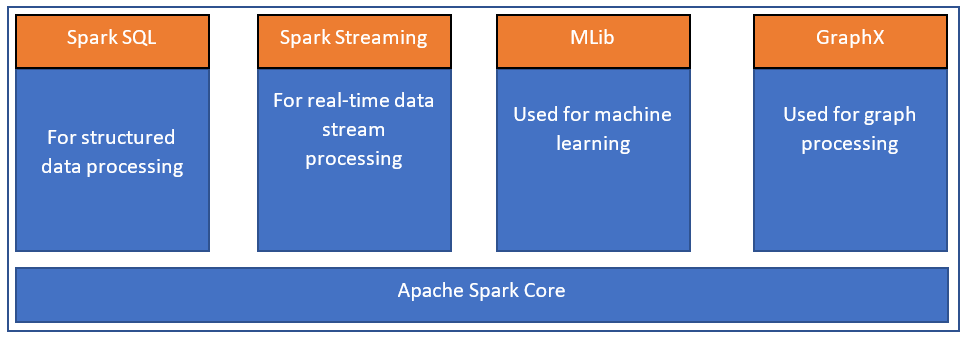 Spark SQL
For structured
data processing
Spark Streaming
For real-time data
stream
processing
MLib
Used for machine
learning
GraphX
Used for graph
processing
Apache Spark Core